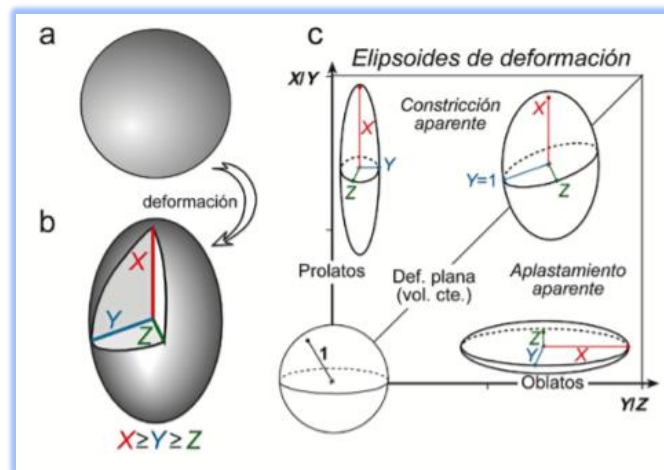 a
deformación
b
X
Y
Z
X≥Y≥Z
c
Elipsoides de deformación
X/Y
Constricción
aparente
X
Y
Z
X
Y=1
Z
Prolatos
Def. plana
(vol. cte.)
Aplastamiento
aparente
1
Z
Y
X
Oblatos
Y/Z